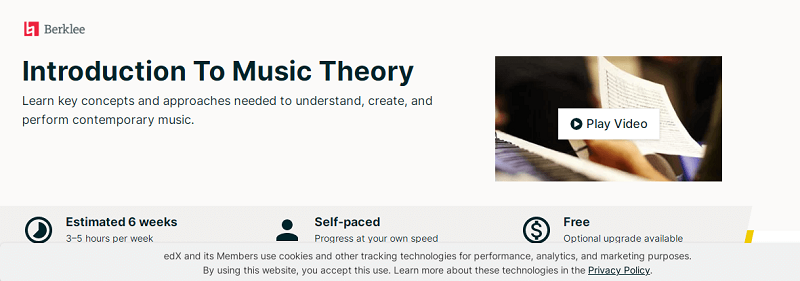 Berklee
Introduction To Music Theory
Learn key concepts and approaches needed to understand, create, and
perform contemporary music.
Play Video
Estimated 6 weeks
3–5 hours per week
Self-paced
Progress at your own speed
Free
Optional upgrade available
edX and its Members use cookies and other tracking technologies for performance, analytics, and marketing purposes.
By using this website, you accept this use. Learn more about these technologies in the Privacy Policy.